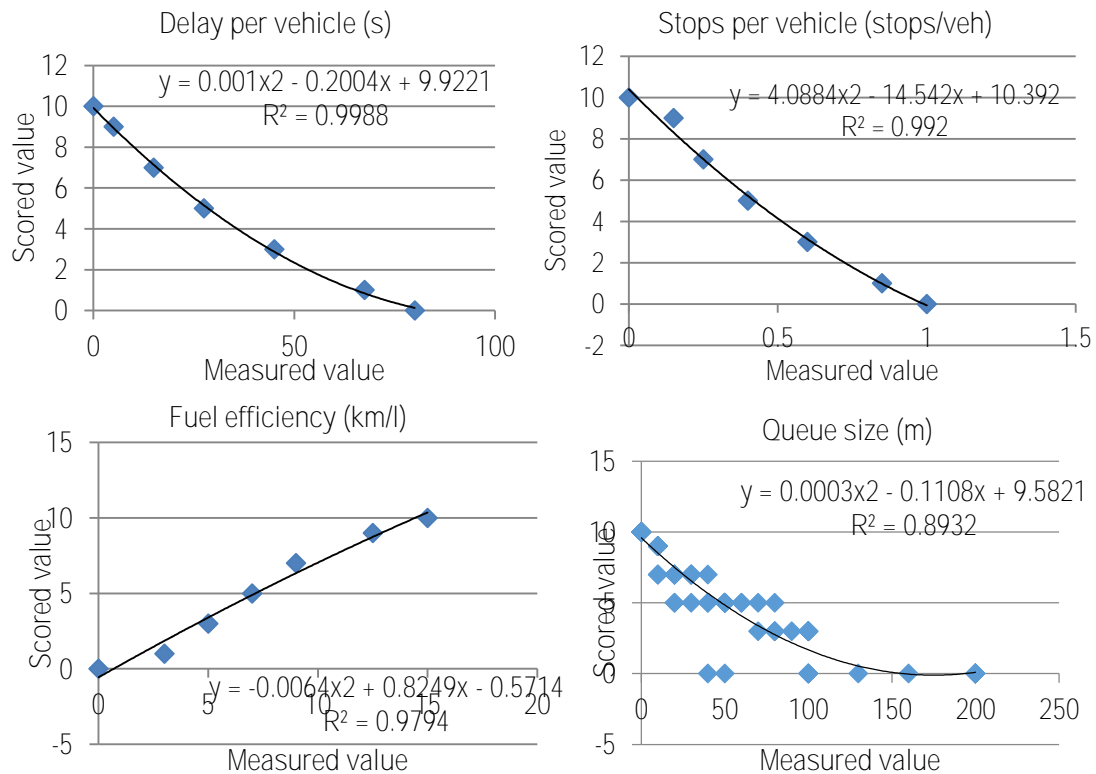 Delay per vehicle (s)
12
10
8
6
4
2
0
Scored value
y = 0.001x2 - 0.2004x + 9.9221
R² = 0.9988
0 50 100
Measured value
Stops per vehicle (stops/veh)
12
10
8
6
4
2
0
-2
Scored value
y = 4.0884x2 - 14.542x + 10.392
R² = 0.992
0 0.5 1 1.5
Measured value
Fuel efficiency (km/l)
15
10
5
0
-5
Scored value
0 5 10 15 20
y = -0.0064x2 + 0.8249x - 0.5714
R² = 0.9794
Measured value
Queue size (m)
15
10
5
0
-5
Scored value
y = 0.0003x2 - 0.1108x + 9.5821
R² = 0.8932
0 50 100 150 200 250
Measured value